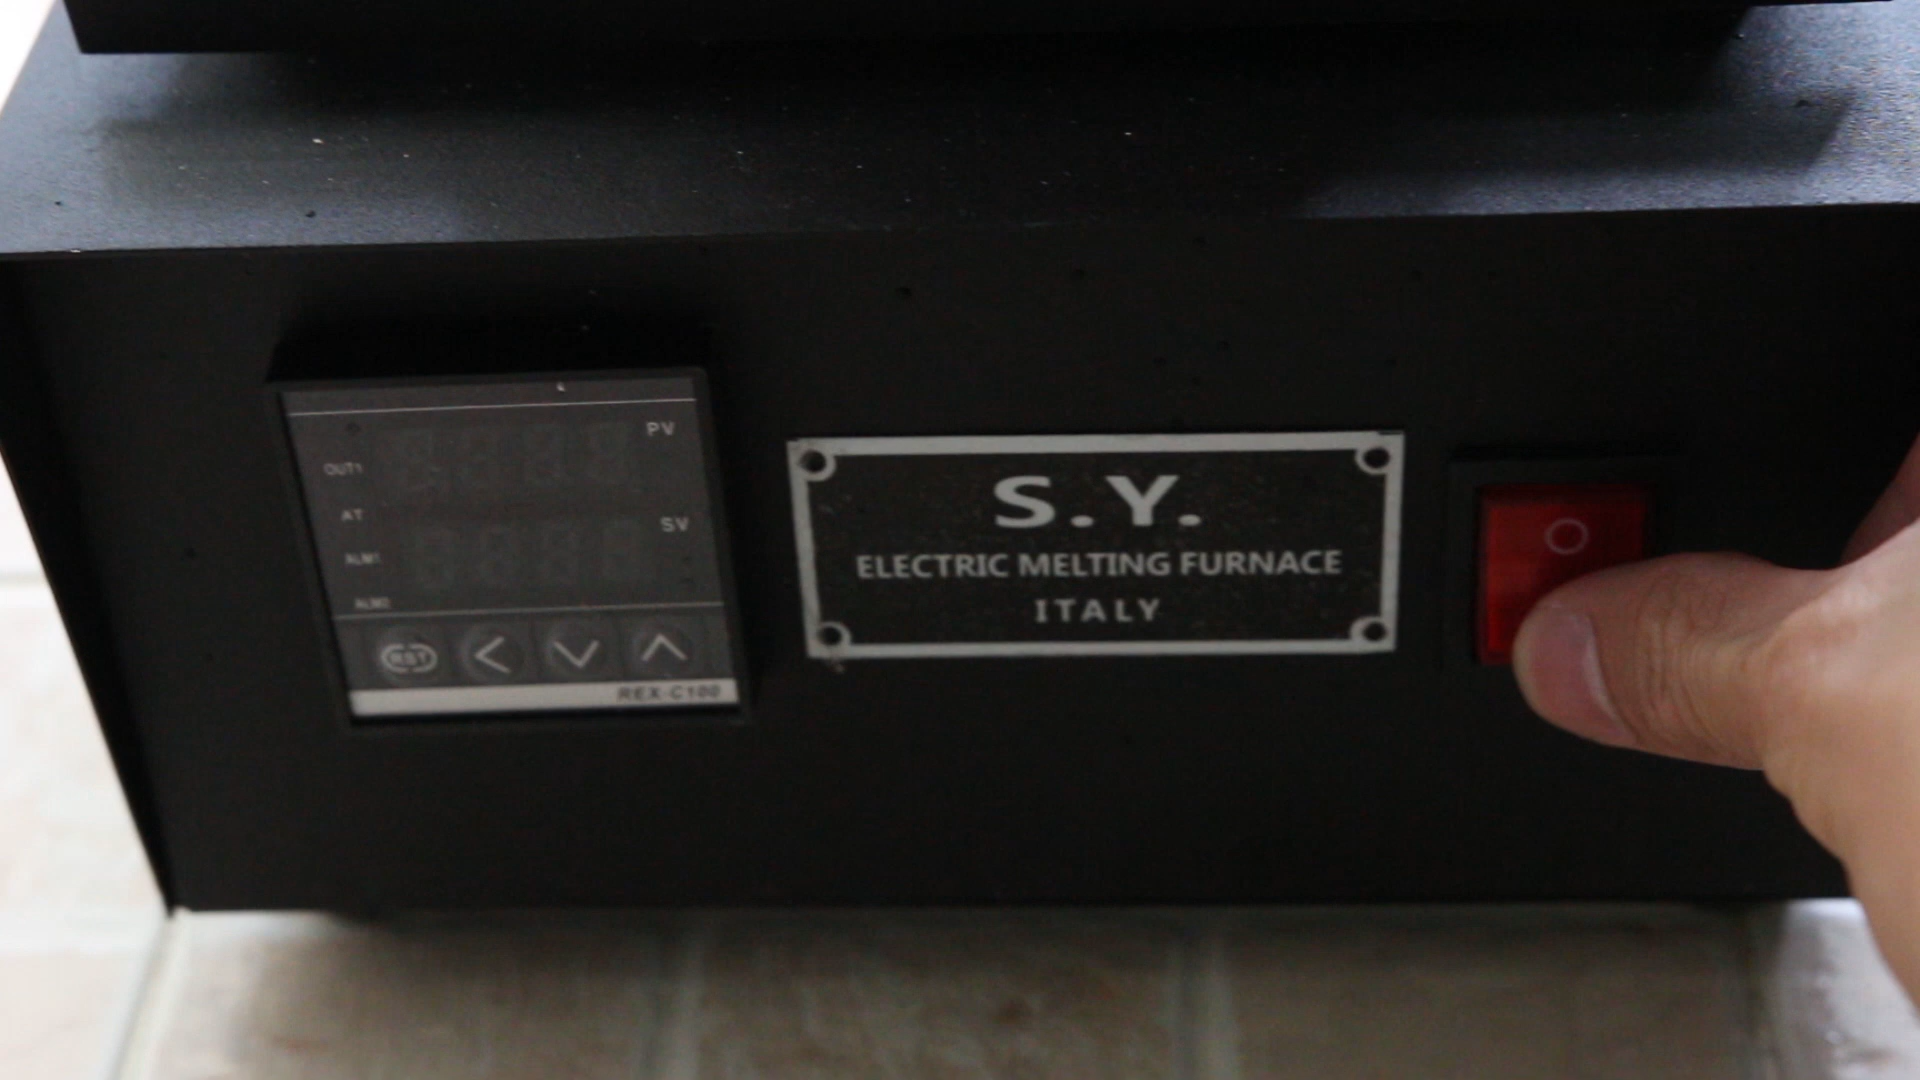 PV
OUT1
AT
SV
ALM1
ALM2
RST
REX-C100
S.Y.
ELECTRIC MELTING FURNACE
ITALY